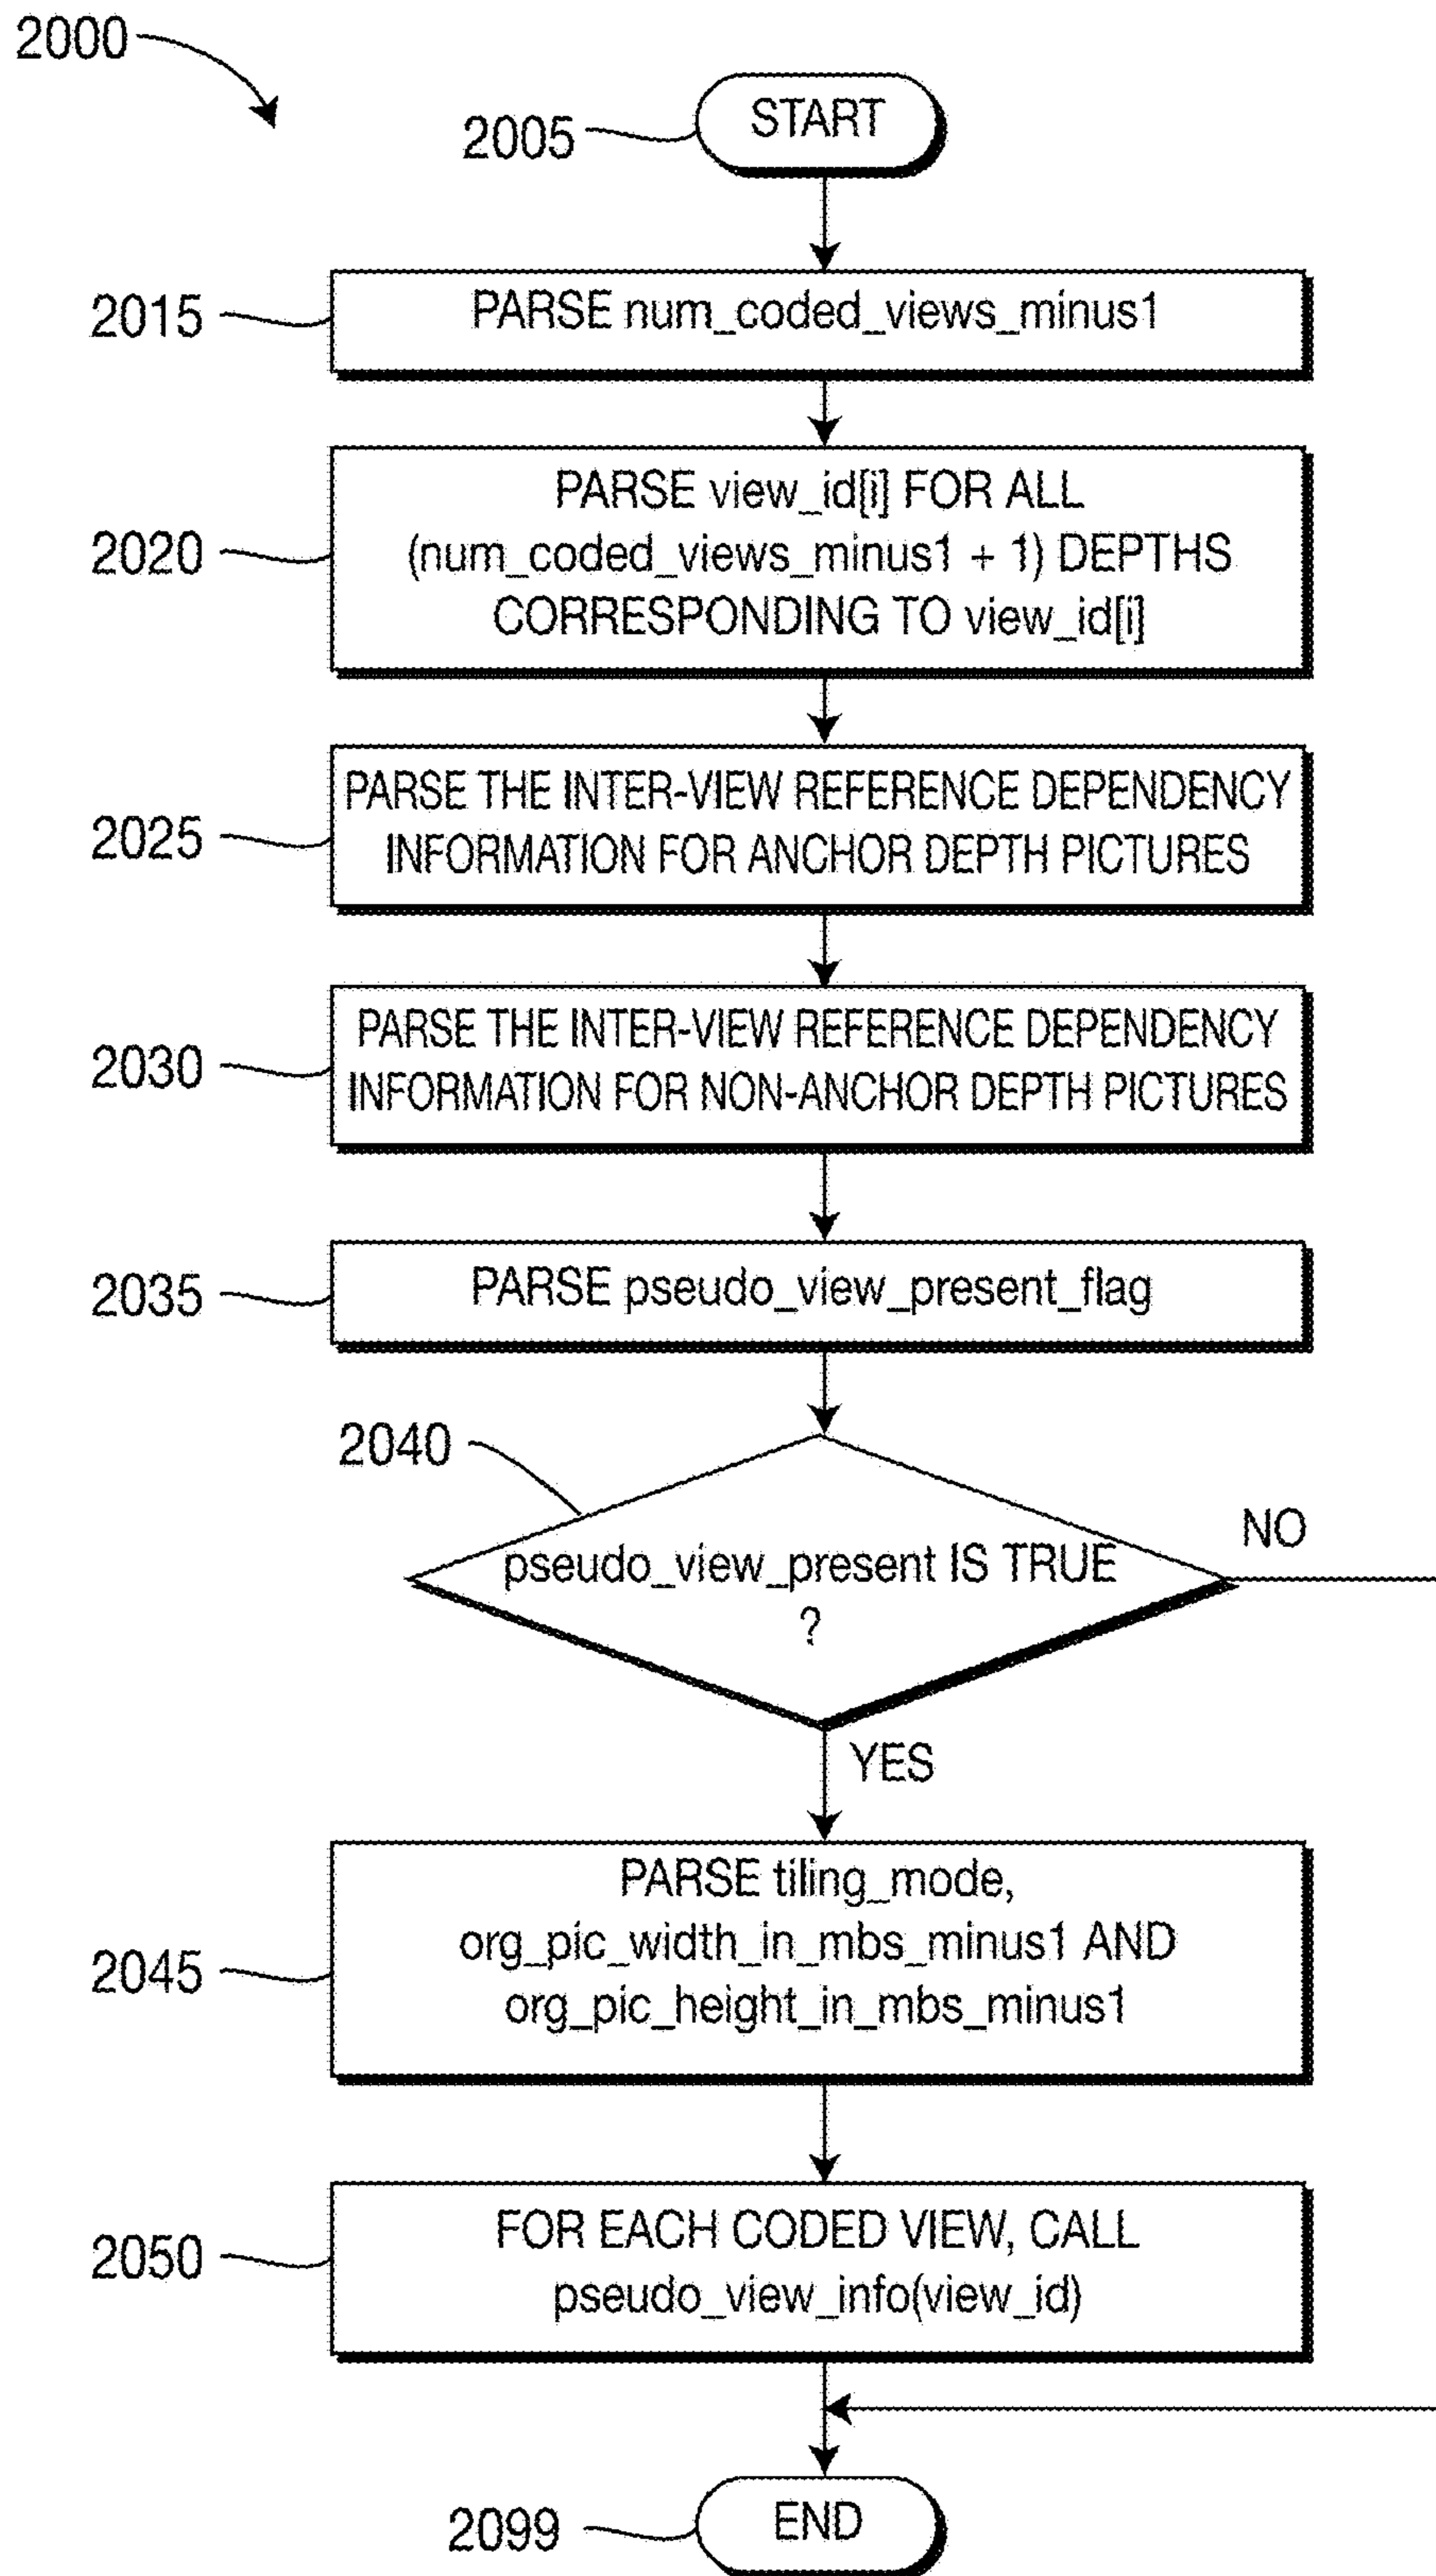 2000
2005
START
2015
PARSE num_coded_views_minus1
2020
PARSE view_id[i] FOR ALL
(num_coded_views_minus1 + 1) DEPTHS
CORRESPONDING TO view_id[i]
2025
PARSE THE INTER-VIEW REFERENCE DEPENDENCY
INFORMATION FOR ANCHOR DEPTH PICTURES
2030
PARSE THE INTER-VIEW REFERENCE DEPENDENCY
INFORMATION FOR NON-ANCHOR DEPTH PICTURES
2035
PARSE pseudo_view_present_flag
2040
pseudo_view_present IS TRUE
?
NO
YES
2045
PARSE tiling_mode,
org_pic_width_in_mbs_minus1 AND
org_pic_height_in_mbs_minus1
2050
FOR EACH CODED VIEW, CALL
pseudo_view_info(view_id)
2099
END